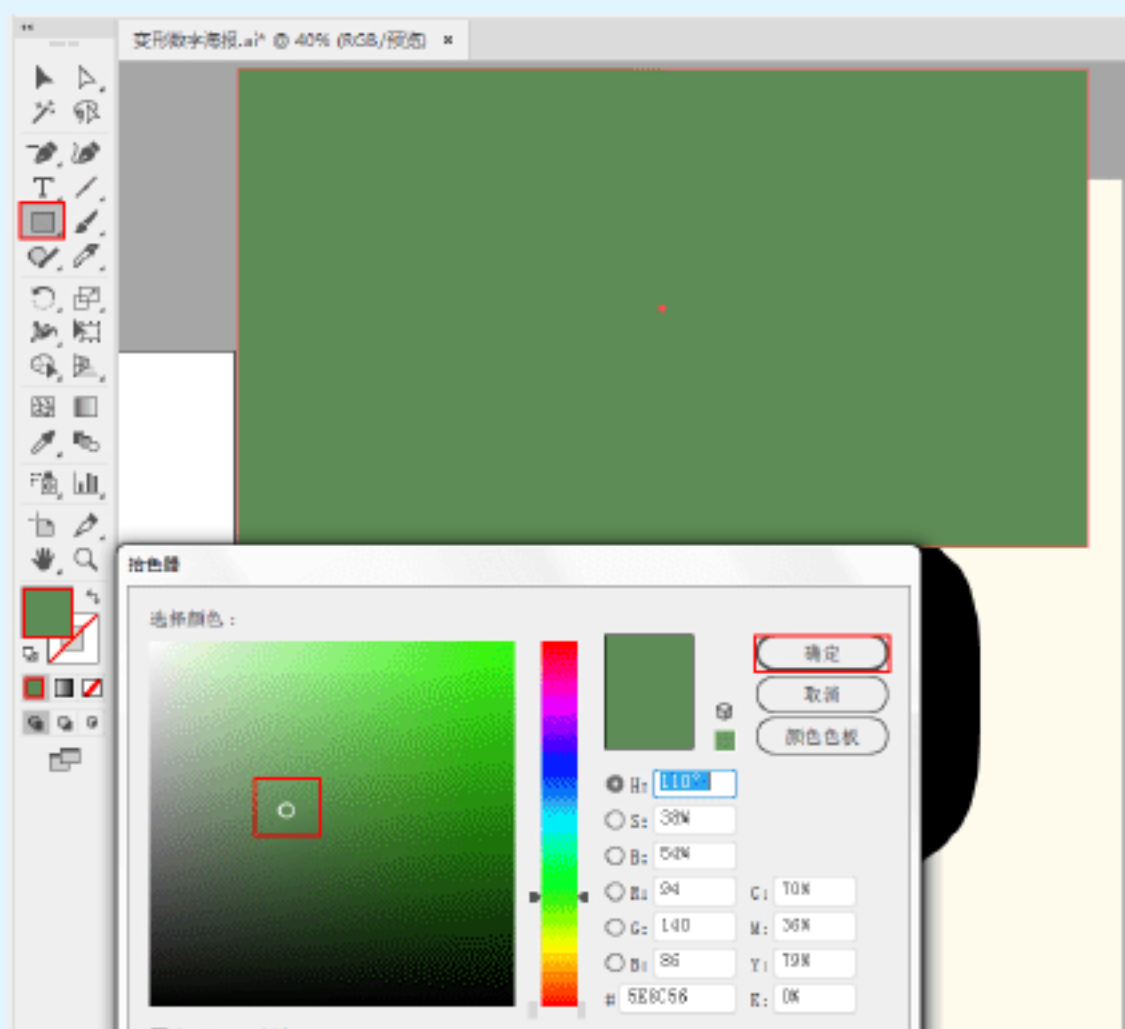 变形数字海报.ai* @ 40% (RGB/预览) ×
拾色器
选择颜色：
确定
取消
颜色色板
H: 110°
S: 38%
B: 54%
R: 94 C: 70%
G: 140 M: 36%
B: 86 Y: 79%
# 5E8C56 K: 0%